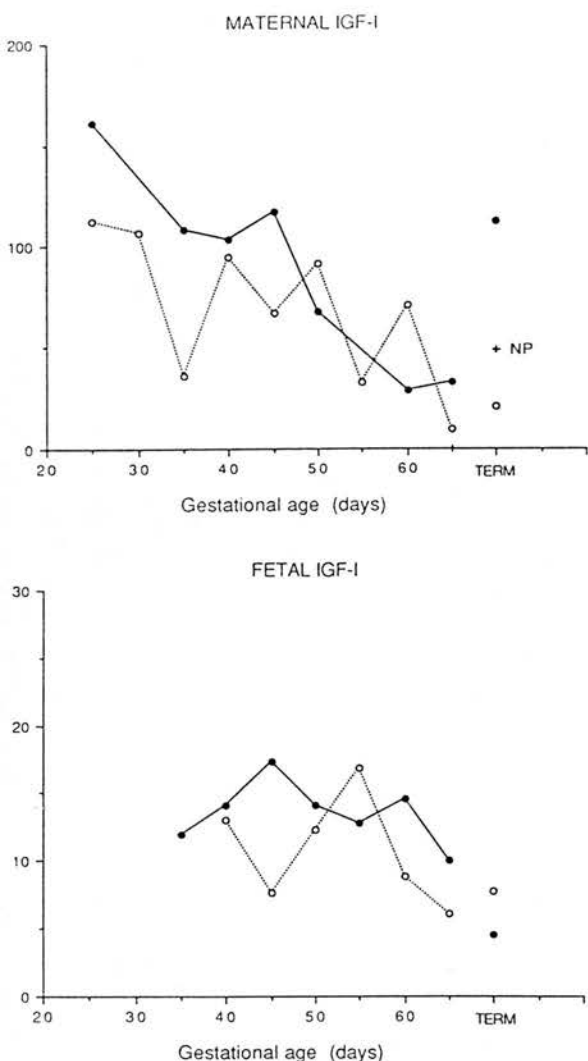 MATERNAL IGF-I
200
100
NP
0
20 30 40 50 60 TERM
Gestational age (days)
FETAL IGF-I
30
20
10
0
20 30 40 50 60 TERM
Gestational age (days)